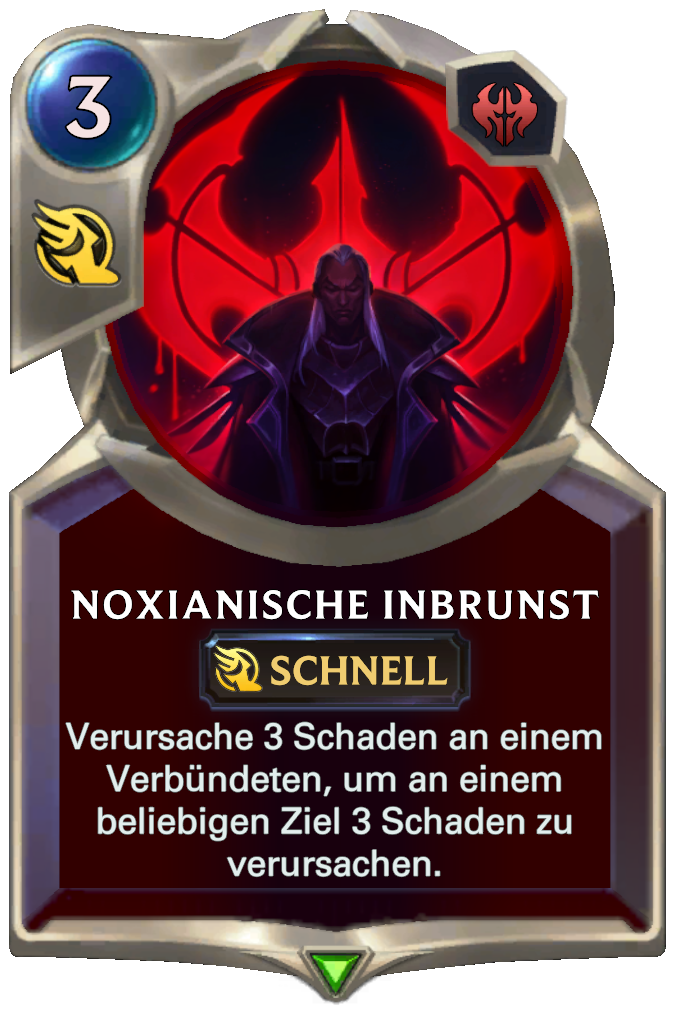 3
NOXIANISCHE INBRUNST
SCHNELL
Verursache 3 Schaden an einem
Verbündeten, um an einem
beliebigen Ziel 3 Schaden zu
verursachen.